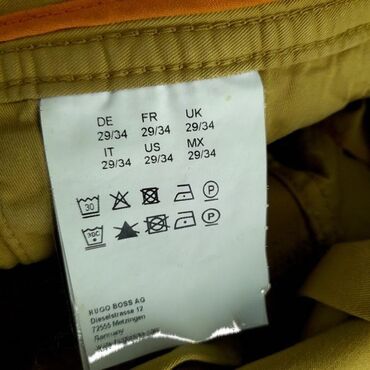 DE FR UK
29/34 29/34 29/34
IT US MX
29/34 29/34 29/34
30 P
30C P
HUGO BOSS AG
Dieselstrasse 12
72555 Metzingen
Germany